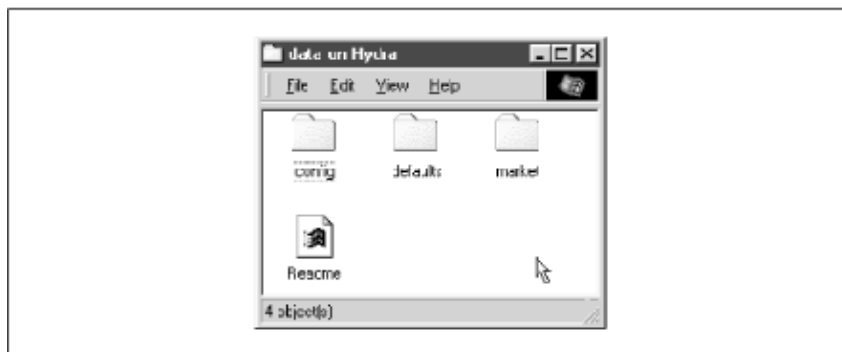 data on Hydra
File Edit View Help
config defaults market
Readme
4 object(s)